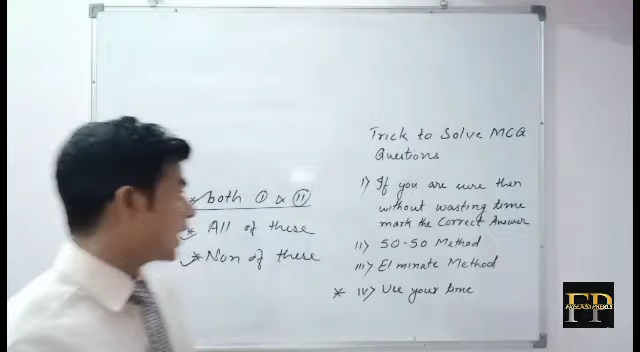 Trick to Solve MCQ
Questions
I) If you are sure then
without wasting time
mark the Correct Answer
II) 50-50 Method
III) Eliminate Method
* IV) Use your time
* both I & II
* All of these
* Non of these
FP